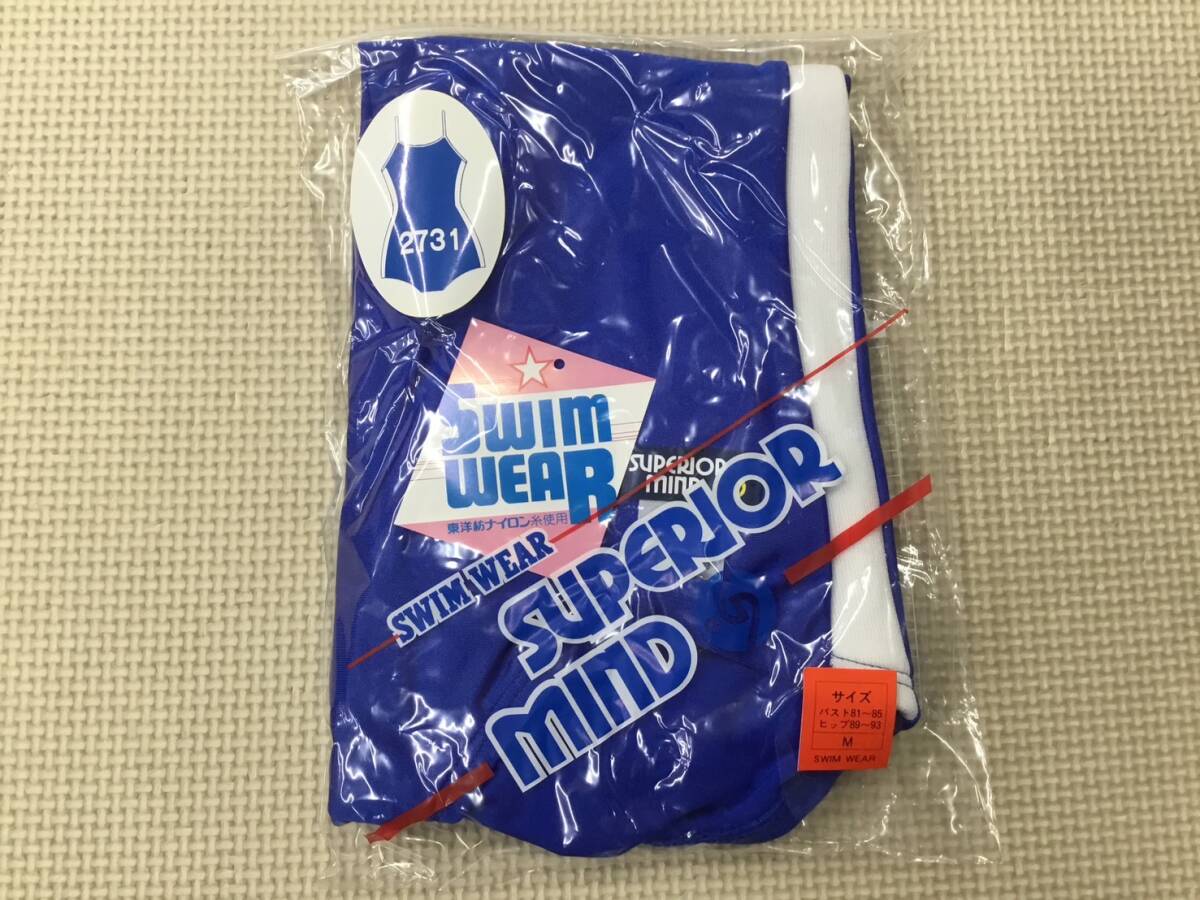 2731
SWIM
WEAR
東洋紡ナイロン糸使用
SUPERIOR
MIND
SWIM WEAR
SUPERIOR
MIND
サイズ
バスト81~85
ヒップ89~93
M
SWIM WEAR